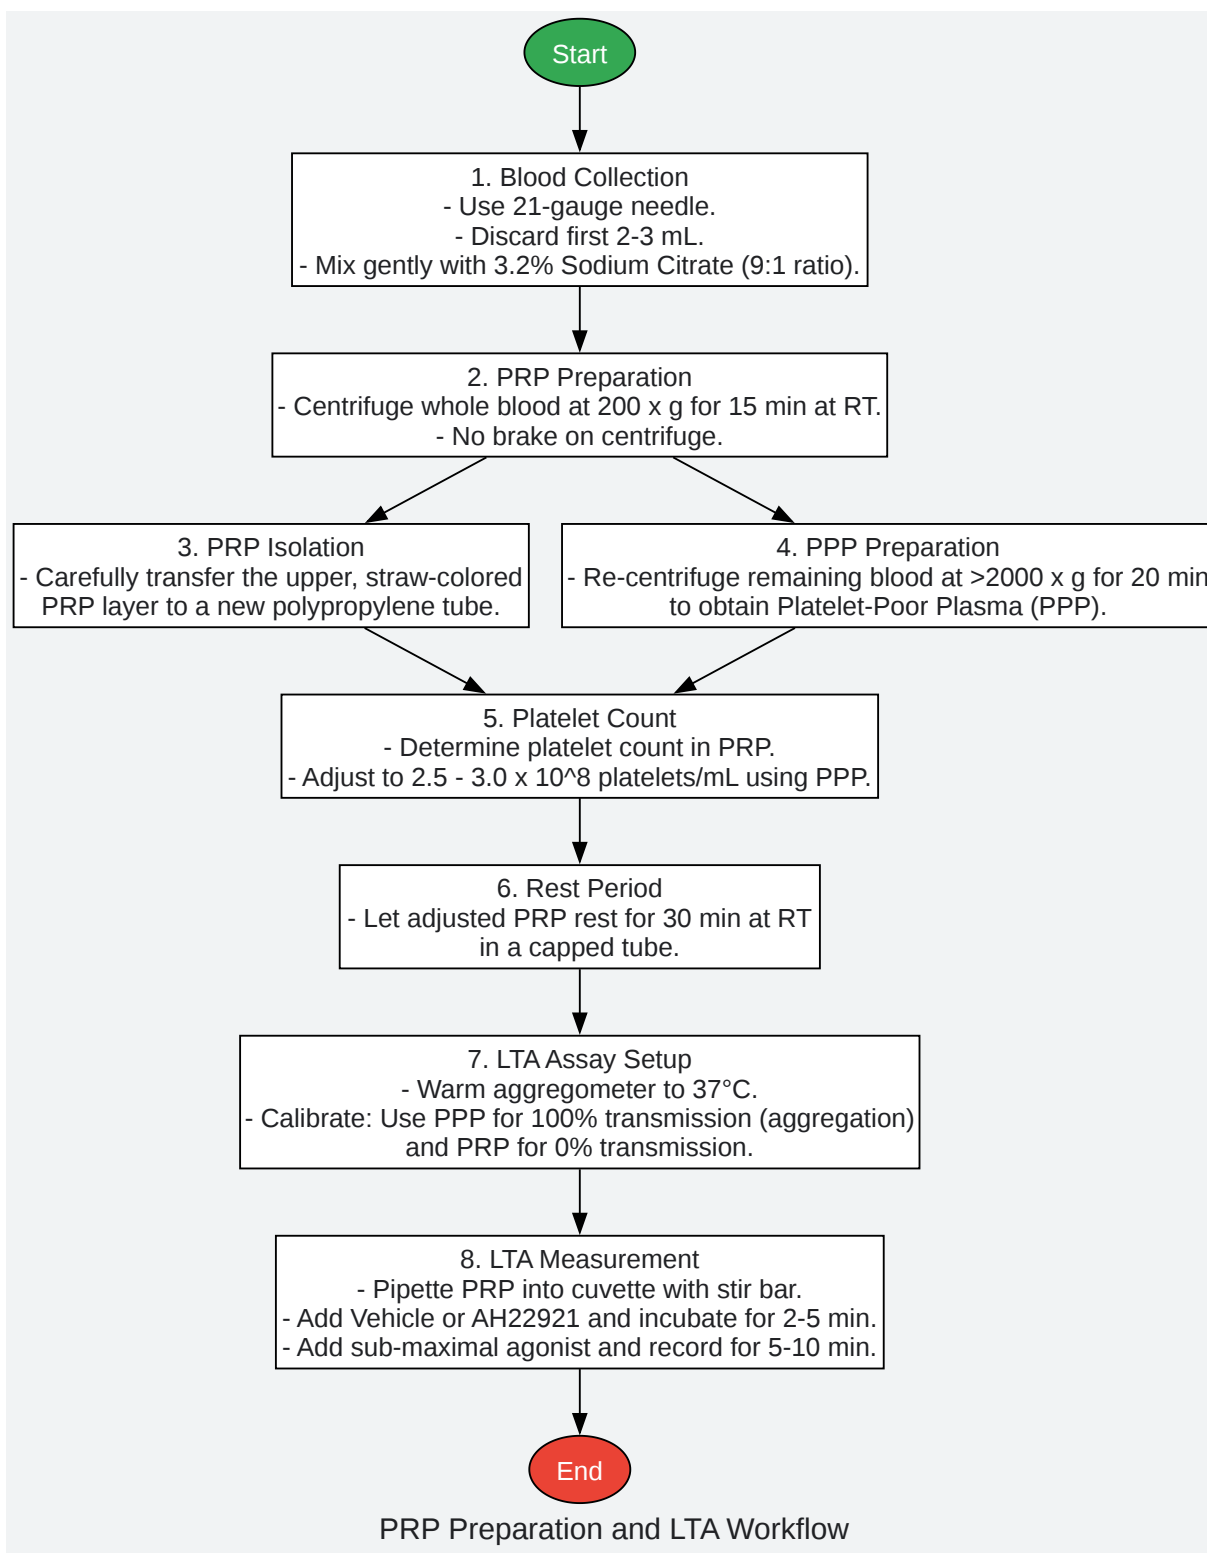 Start
1. Blood Collection
- Use 21-gauge needle.
- Discard first 2-3 mL.
- Mix gently with 3.2% Sodium Citrate (9:1 ratio).
2. PRP Preparation
- Centrifuge whole blood at 200 x g for 15 min at RT.
- No brake on centrifuge.
3. PRP Isolation
- Carefully transfer the upper, straw-colored
PRP layer to a new polypropylene tube.
4. PPP Preparation
- Re-centrifuge remaining blood at >2000 x g for 20 min
to obtain Platelet-Poor Plasma (PPP).
5. Platelet Count
- Determine platelet count in PRP.
- Adjust to 2.5 - 3.0 x 10^8 platelets/mL using PPP.
6. Rest Period
- Let adjusted PRP rest for 30 min at RT
in a capped tube.
7. LTA Assay Setup
- Warm aggregometer to 37°C.
- Calibrate: Use PPP for 100% transmission (aggregation)
and PRP for 0% transmission.
8. LTA Measurement
- Pipette PRP into cuvette with stir bar.
- Add Vehicle or AH22921 and incubate for 2-5 min.
- Add sub-maximal agonist and record for 5-10 min.
End
PRP Preparation and LTA Workflow